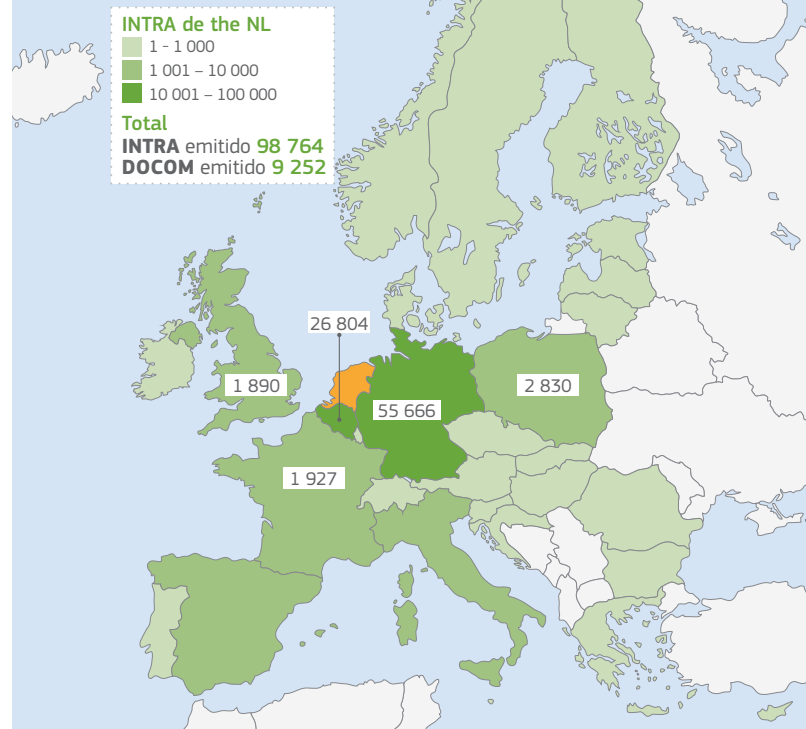 INTRA de the NL
1 - 1 000
1 001 – 10 000
10 001 – 100 000
Total
INTRA emitido 98 764
DOCOM emitido 9 252
26 804
1 890
2 830
55 666
1 927